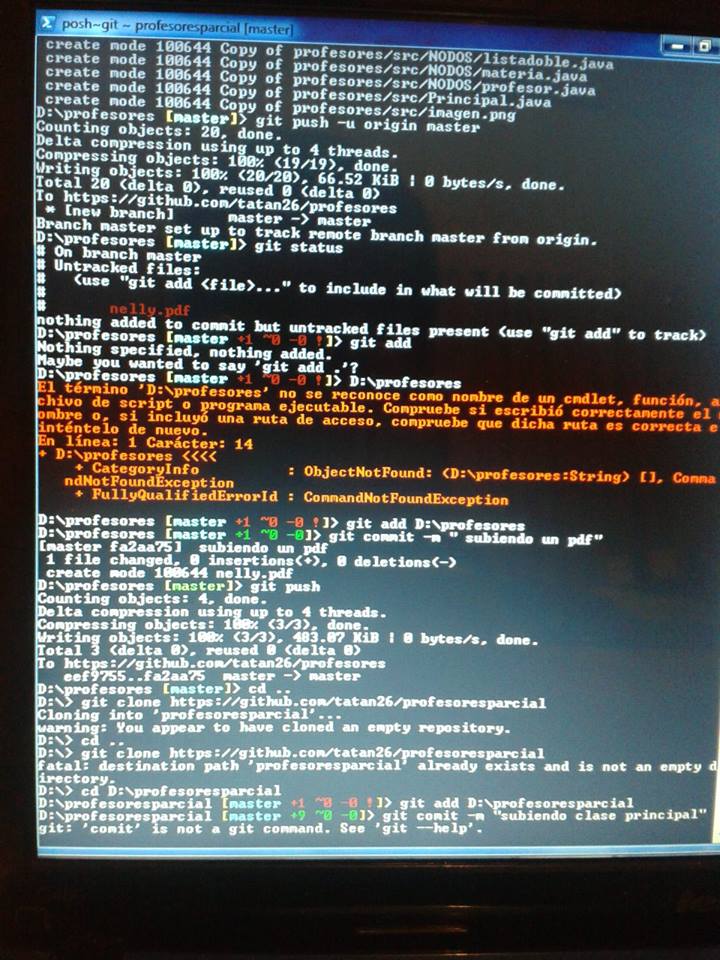 posh~git ~ profesoresparcial [master]
create mode 100644 Copy of profesores/src/NODOS/listadoble.java
create mode 100644 Copy of profesores/src/NODOS/materia.java
create mode 100644 Copy of profesores/src/NODOS/profesor.java
create mode 100644 Copy of profesores/src/Principal.java
create mode 100644 Copy of profesores/src/imagen.png
D:\profesores [master]> git push -u origin master
Counting objects: 20, done.
Delta compression using up to 4 threads.
Compressing objects: 100% (19/19), done.
Writing objects: 100% (20/20), 66.52 KiB | 0 bytes/s, done.
Total 20 (delta 0), reused 0 (delta 0)
To https://github.com/tatan26/profesores
 * [new branch]      master -> master
Branch master set up to track remote branch master from origin.
D:\profesores [master]> git status
# On branch master
# Untracked files:
#   (use "git add <file>..." to include in what will be committed)
#
#       nelly.pdf
nothing added to commit but untracked files present (use "git add" to track)
D:\profesores [master +1 ~0 -0 !]> git add
Nothing specified, nothing added.
Maybe you wanted to say 'git add .'?
D:\profesores [master +1 ~0 -0 !]> D:\profesores
El término 'D:\profesores' no se reconoce como nombre de un cmdlet, función, a
chivo de script o programa ejecutable. Compruebe si escribió correctamente el
ombre o, si incluyó una ruta de acceso, compruebe que dicha ruta es correcta e
inténtelo de nuevo.
En línea: 1 Carácter: 14
+ D:\profesores <<<<
    + CategoryInfo          : ObjectNotFound: (D:\profesores:String) [], Comma
   ndNotFoundException
    + FullyQualifiedErrorId : CommandNotFoundException
D:\profesores [master +1 ~0 -0 !]> git add D:\profesores
D:\profesores [master +1 ~0 -0]> git commit -m " subiendo un pdf"
[master fa2aa75]  subiendo un pdf
 1 file changed, 0 insertions(+), 0 deletions(-)
 create mode 100644 nelly.pdf
D:\profesores [master]> git push
Counting objects: 4, done.
Delta compression using up to 4 threads.
Compressing objects: 100% (3/3), done.
Writing objects: 100% (3/3), 403.07 KiB | 0 bytes/s, done.
Total 3 (delta 0), reused 0 (delta 0)
To https://github.com/tatan26/profesores
   eef9755..fa2aa75  master -> master
D:\profesores [master]> cd ..
D:\> git clone https://github.com/tatan26/profesoresparcial
Cloning into 'profesoresparcial'...
warning: You appear to have cloned an empty repository.
D:\> cd ..
D:\> git clone https://github.com/tatan26/profesoresparcial
fatal: destination path 'profesoresparcial' already exists and is not an empty d
irectory.
D:\> cd D:\profesoresparcial
D:\profesoresparcial [master +1 ~0 -0 !]> git add D:\profesoresparcial
D:\profesoresparcial [master +9 ~0 -0]> git comit -m "subiendo clase principal"
git: 'comit' is not a git command. See 'git --help'.